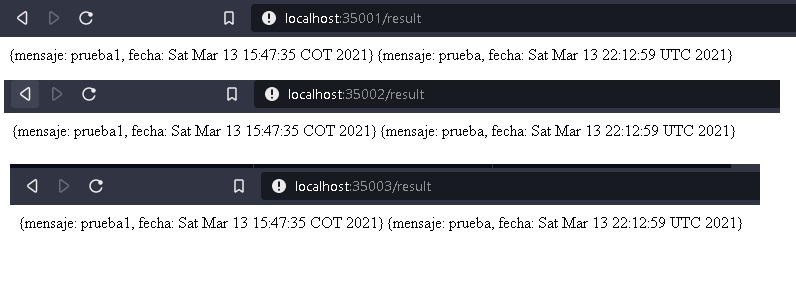 localhost:35001/result
{mensaje: prueba1, fecha: Sat Mar 13 15:47:35 COT 2021} {mensaje: prueba, fecha: Sat Mar 13 22:12:59 UTC 2021}
localhost:35002/result
{mensaje: prueba1, fecha: Sat Mar 13 15:47:35 COT 2021} {mensaje: prueba, fecha: Sat Mar 13 22:12:59 UTC 2021}
localhost:35003/result
{mensaje: prueba1, fecha: Sat Mar 13 15:47:35 COT 2021} {mensaje: prueba, fecha: Sat Mar 13 22:12:59 UTC 2021}